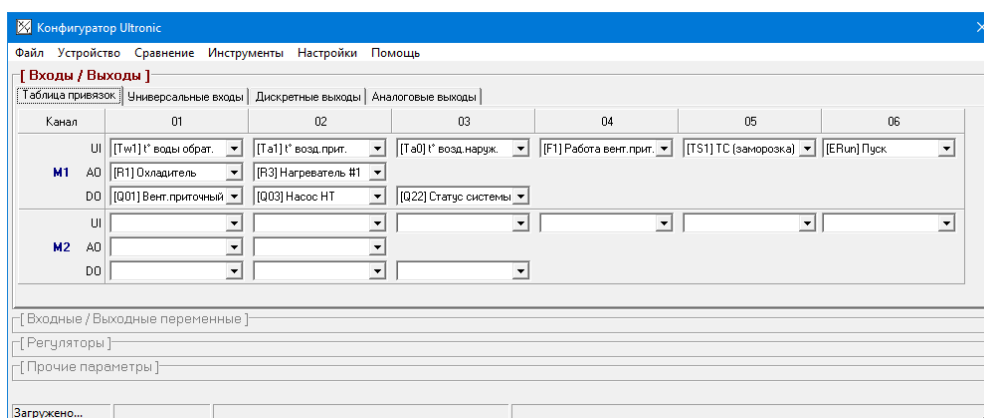 Конфигуратор Ultronic
Файл Устройство Сравнение Инструменты Настройки Помощь
[ Входы / Выходы ]
Таблица привязок Универсальные входы Дискретные выходы Аналоговые выходы
Канал 01 02 03 04 05 06
UI [Tw1] t° воды обрат. [Ta1] t° возд.прит. [Ta0] t° возд.наруж. [F1] Работа вент.прит. [TS1] ТС (заморозка) [ERun] Пуск
M1 AO [R1] Охладитель [R3] Нагреватель #1
DO [Q01] Вент.приточный [Q03] Насос НТ [Q22] Статус системы
UI
M2 AO
DO
[ Входные / Выходные переменные ]
[ Регуляторы ]
[ Прочие параметры ]
Загружено...